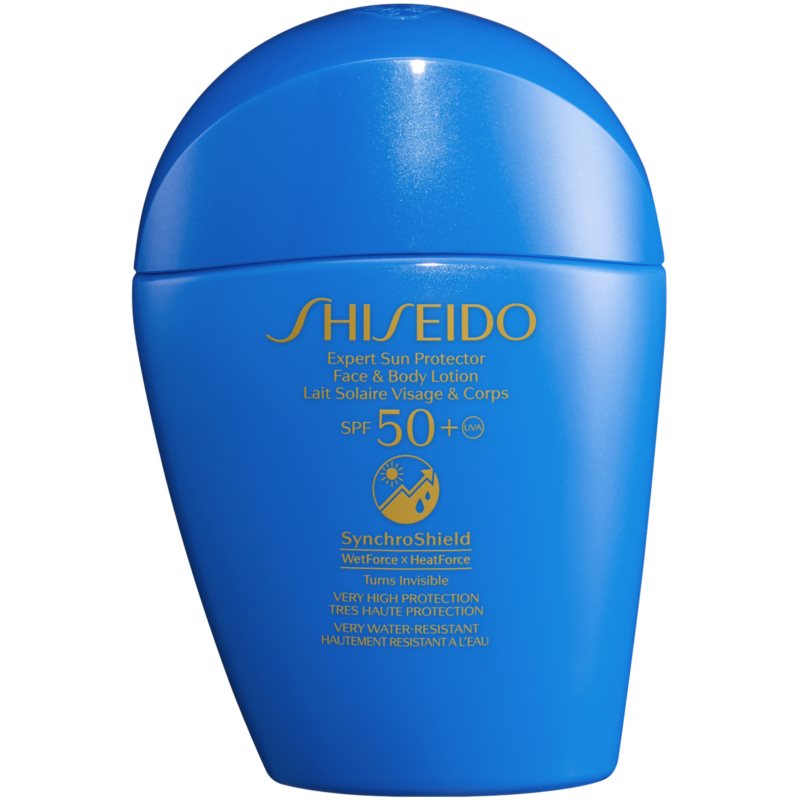 SHISEIDO
Expert Sun Protector
Face & Body Lotion
Lait Solaire Visage & Corps
SPF 50+ UVA
SynchroShield
WetForce × HeatForce
Turns Invisible
VERY HIGH PROTECTION
TRES HAUTE PROTECTION
VERY WATER-RESISTANT
HAUTEMENT RESISTANT A L'EAU